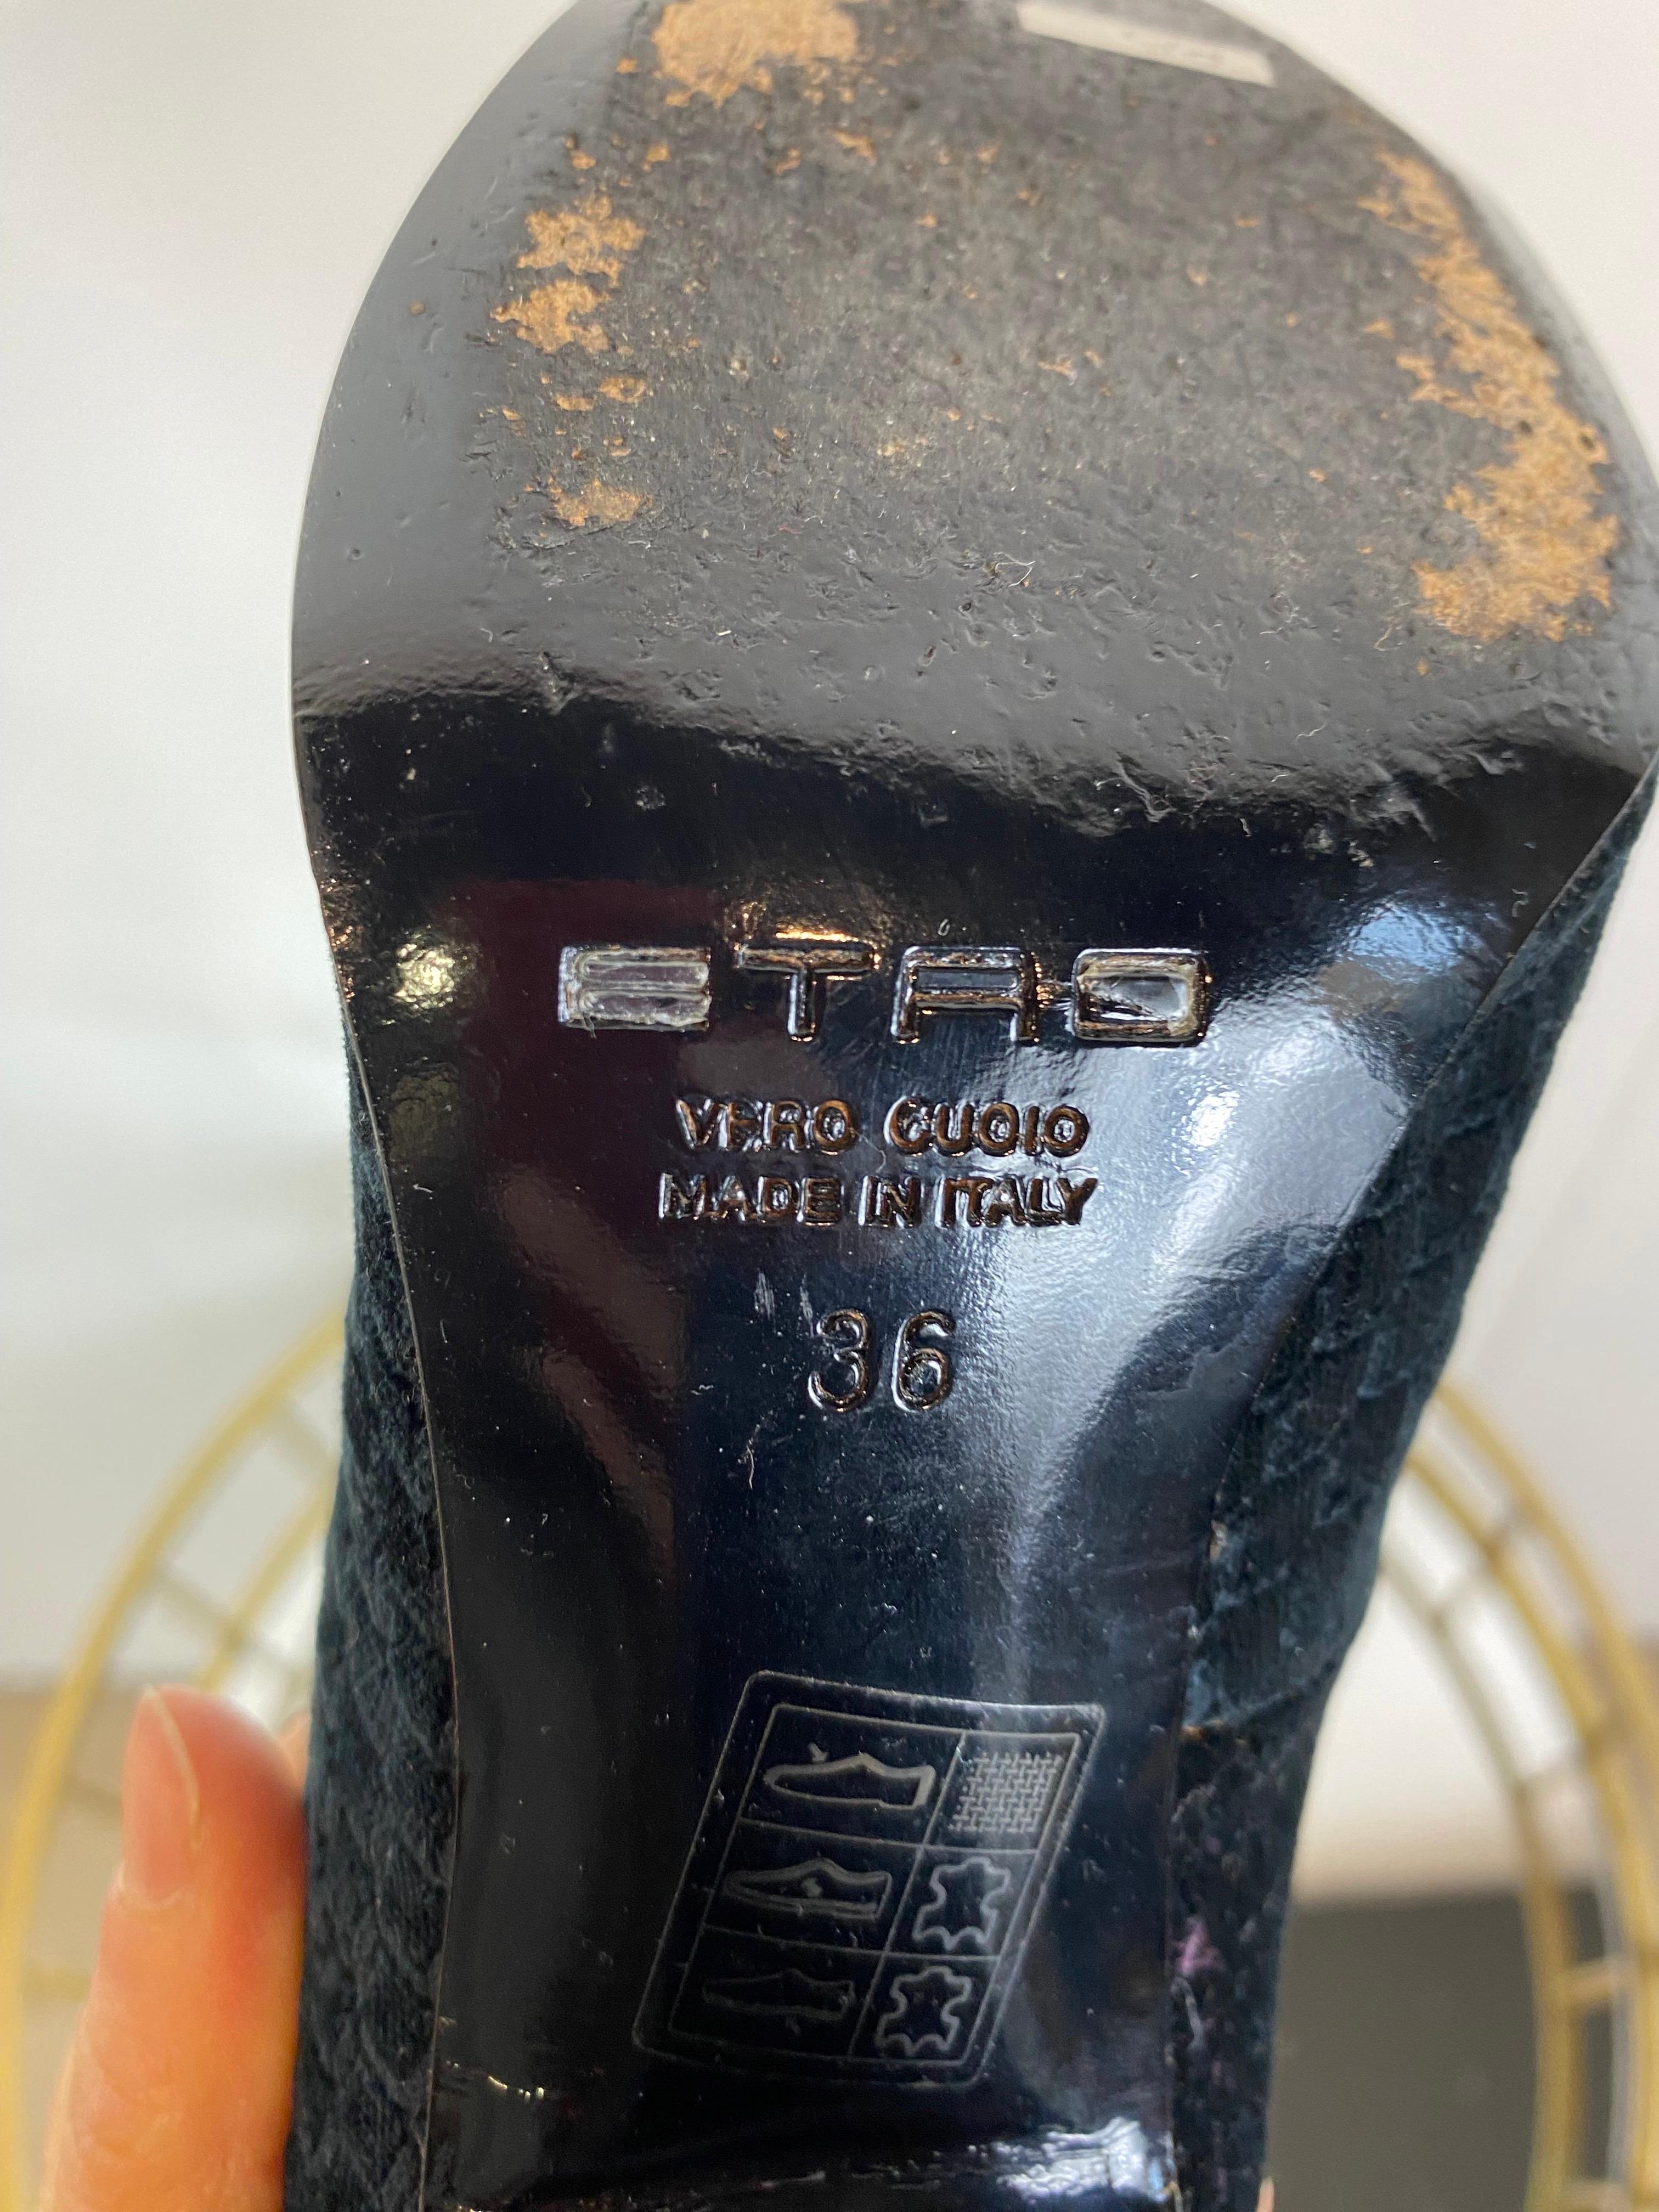 ETRO
VERO CUOIO
MADE IN ITALY
36